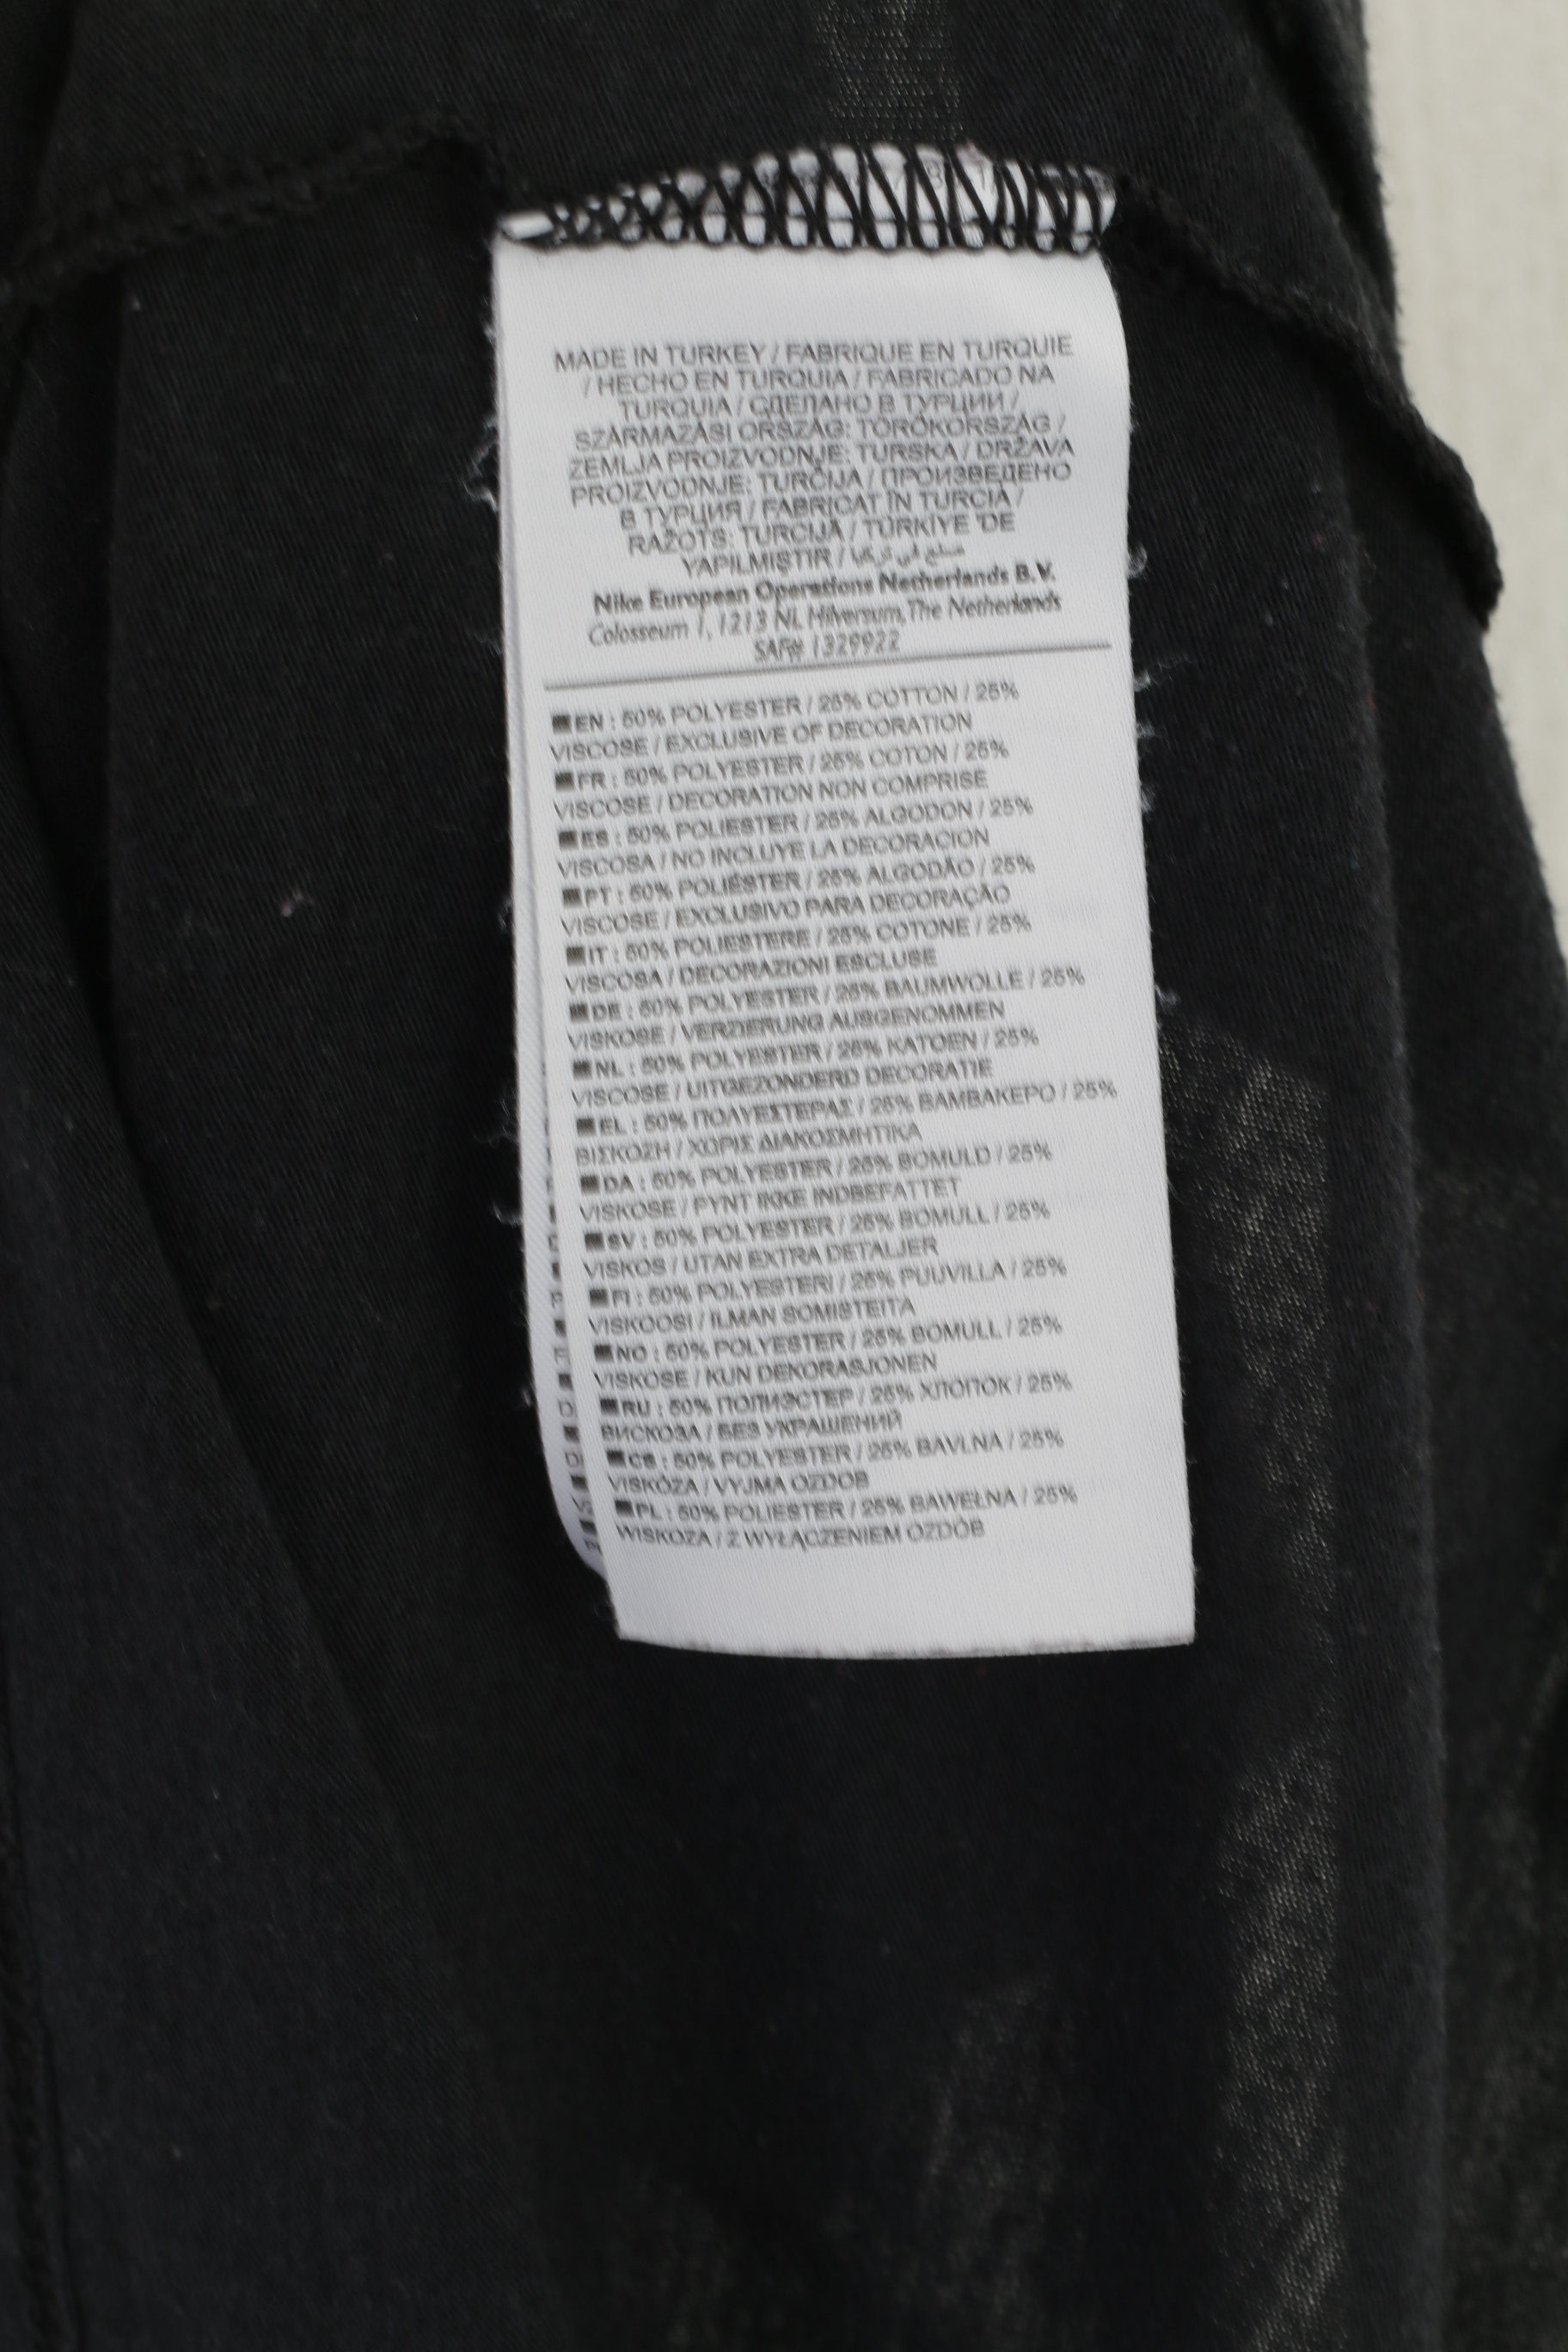 MADE IN TURKEY / FABRIQUE EN TURQUIE
/ HECHO EN TURQUIA / FABRICADO NA
TURQUIA / СДЕЛАНО В ТУРЦИИ /
SZÁRMAZÁSI ORSZÁG: TÖRÖKORSZÁG /
ZEMLJA PROIZVODNJE: TURSKA / DRŽAVA
PROIZVODNJE: TURČIJA / ПРОИЗВЕДЕНО
В ТУРЦИЯ / FABRICAT ÎN TURCIA /
RAŽOTS: TURCIJĀ / TÜRKİYE 'DE
YAPILMIŞTIR / صنع في تركيا
Nike European Operations Netherlands B.V.
Colosseum 1, 1213 NL Hilversum, The Netherlands
SAF# 1329922
EN : 50% POLYESTER / 25% COTTON / 25%
VISCOSE / EXCLUSIVE OF DECORATION
FR : 50% POLYESTER / 25% COTON / 25%
VISCOSE / DECORATION NON COMPRISE
ES : 50% POLIESTER / 25% ALGODON / 25%
VISCOSA / NO INCLUYE LA DECORACION
PT : 50% POLIÉSTER / 25% ALGODÃO / 25%
VISCOSE / EXCLUSIVO PARA DECORAÇÃO
IT : 50% POLIESTERE / 25% COTONE / 25%
VISCOSA / DECORAZIONI ESCLUSE
DE : 50% POLYESTER / 25% BAUMWOLLE / 25%
VISKOSE / VERZIERUNG AUSGENOMMEN
NL : 50% POLYESTER / 25% KATOEN / 25%
VISCOSE / UITGEZONDERD DECORATIE
EL : 50% ΠΟΛΥΕΣΤΕΡΑΣ / 25% ΒΑΜΒΑΚΕΡΟ / 25%
ΒΙΣΚΟΖΗ / ΧΩΡΙΣ ΔΙΑΚΟΣΜΗΤΙΚΑ
DA : 50% POLYESTER / 25% BOMULD / 25%
VISKOSE / PYNT IKKE INDBEFATTET
SV : 50% POLYESTER / 25% BOMULL / 25%
VISKOS / UTAN EXTRA DETALJER
FI : 50% POLYESTERI / 25% PUUVILLA / 25%
VISKOOSI / ILMAN SOMISTEITA
NO : 50% POLYESTER / 25% BOMULL / 25%
VISKOSE / KUN DEKORASJONEN
RU : 50% ПОЛИЭСТЕР / 25% ХЛОПОК / 25%
ВИСКОЗА / БЕЗ УКРАШЕНИЙ
CS : 50% POLYESTER / 25% BAVLNA / 25%
VISKÓZA / VYJMA OZDOB
PL : 50% POLIESTER / 25% BAWEŁNA / 25%
WISKOZA / Z WYŁĄCZENIEM OZDÓB